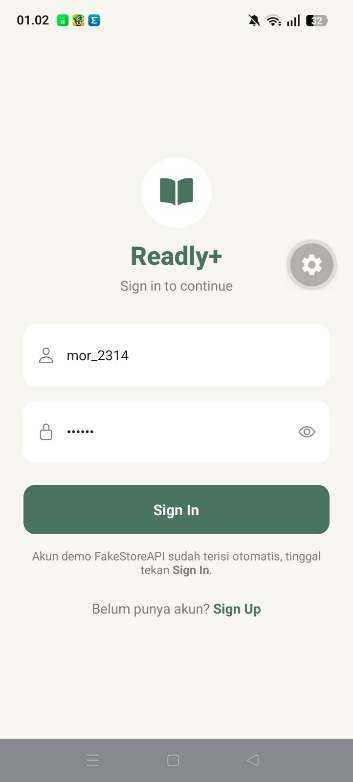 01.02
32
Readly+
Sign in to continue
mor_2314
••••••
Sign In
Akun demo FakeStoreAPI sudah terisi otomatis, tinggal
tekan Sign In.
Belum punya akun? Sign Up